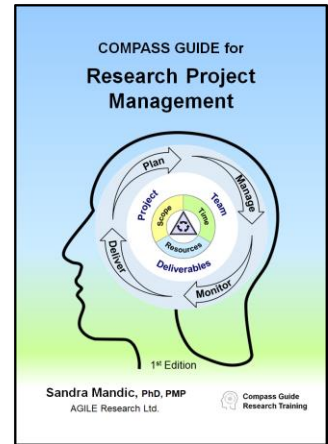 COMPASS GUIDE for
Research Project
Management
Plan
Manage
Monitor
Deliver
Project
Team
Deliverables
Scope
Time
Resources
1st Edition
Sandra Mandic, PhD, PMP
AGILE Research Ltd.
Compass Guide
Research Training